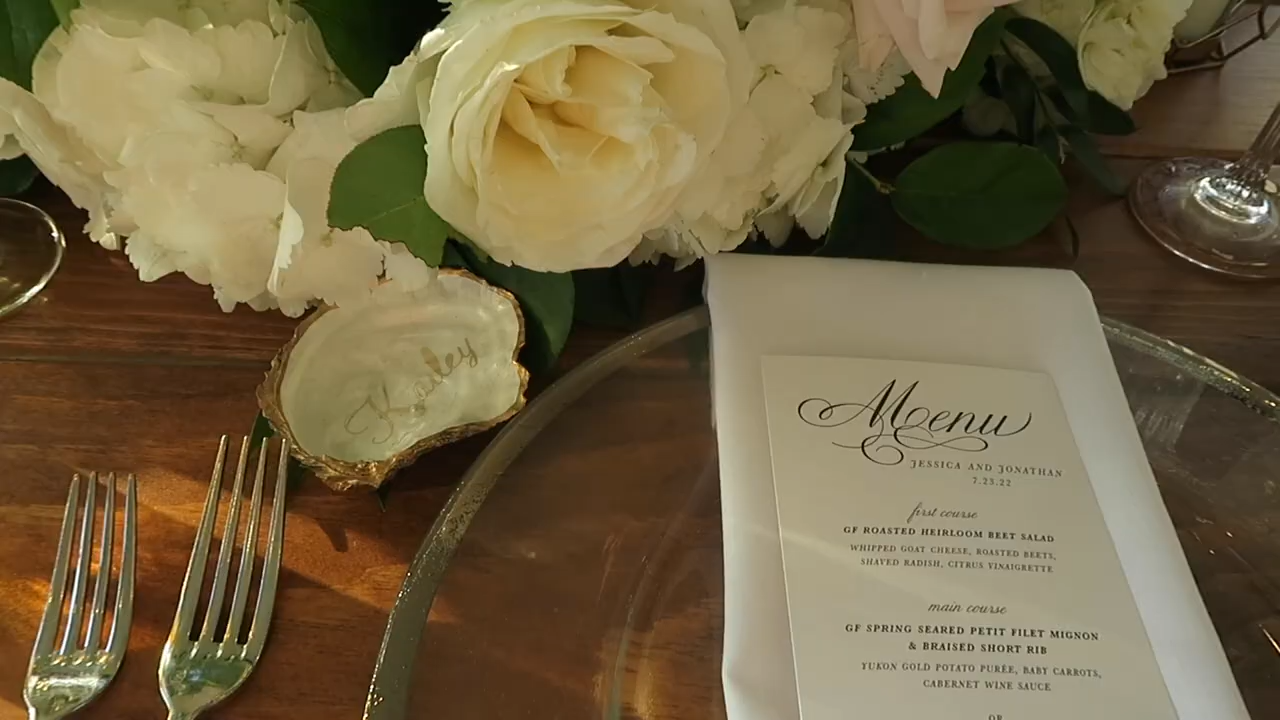 Kailey
Menu
JESSICA AND JONATHAN
7.23.22
first course
GF ROASTED HEIRLOOM BEET SALAD
WHIPPED GOAT CHEESE, ROASTED BEETS,
SHAVED RADISH, CITRUS VINAIGRETTE
main course
GF SPRING SEARED PETIT FILET MIGNON
& BRAISED SHORT RIB
YUKON GOLD POTATO PURÉE, BABY CARROTS,
CABERNET WINE SAUCE
OR